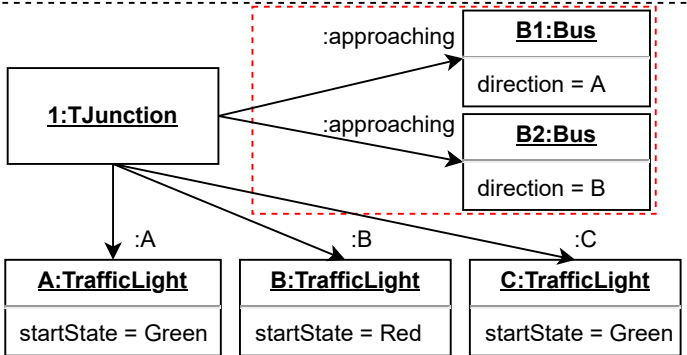 :approaching
B1:Bus
direction = A
1:TJunction
:approaching
B2:Bus
direction = B
:A
:B
:C
A:TrafficLight
B:TrafficLight
C:TrafficLight
startState = Green
startState = Red
startState = Green